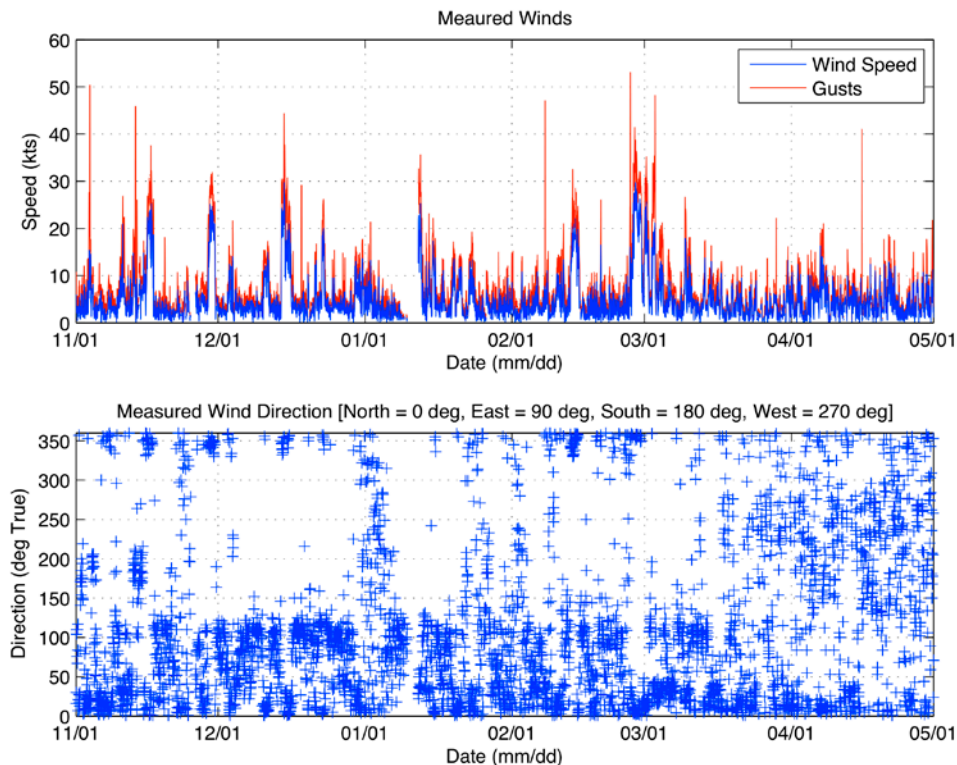 Meaured Winds
60
50
40
30
20
10
0
Speed (kts)
Wind Speed
Gusts
11/01 12/01 01/01 02/01 03/01 04/01 05/01
Date (mm/dd)
Measured Wind Direction [North = 0 deg, East = 90 deg, South = 180 deg, West = 270 deg]
350
300
250
200
150
100
50
0
Direction (deg True)
11/01 12/01 01/01 02/01 03/01 04/01 05/01
Date (mm/dd)